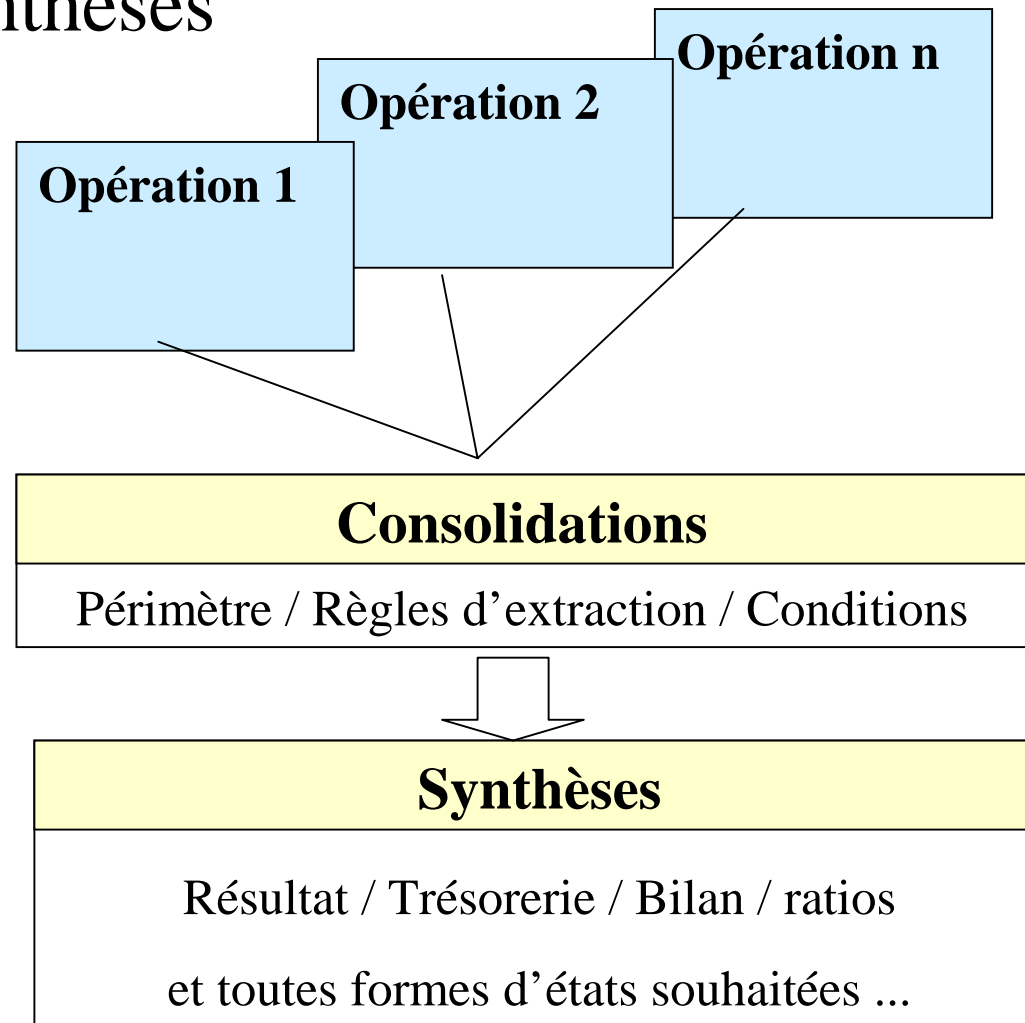 nthèses
Opération n
Opération 2
Opération 1
Consolidations
Périmètre / Règles d’extraction / Conditions
Synthèses
Résultat / Trésorerie / Bilan / ratios
et toutes formes d’états souhaitées ...